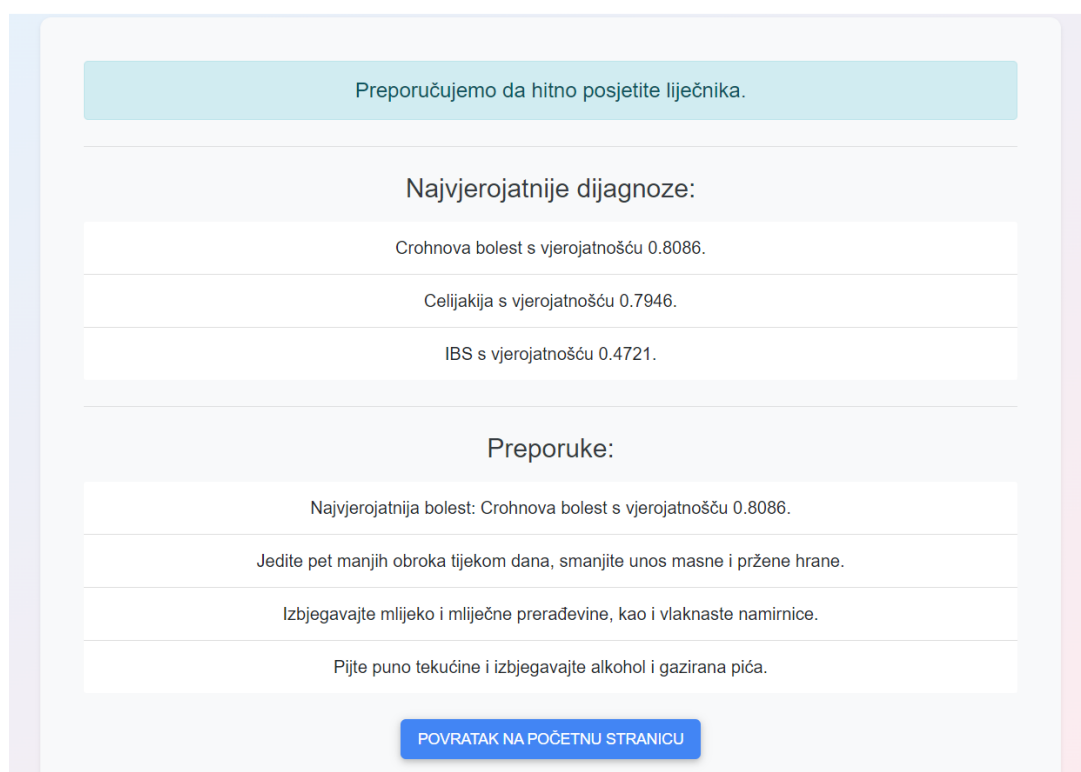 Preporučujemo da hitno posjetite liječnika.
Najvjerojatnije dijagnoze:
Crohnova bolest s vjerojatnošću 0.8086.
Celijakija s vjerojatnošću 0.7946.
IBS s vjerojatnošću 0.4721.
Preporuke:
Najvjerojatnija bolest: Crohnova bolest s vjerojatnošču 0.8086.
Jedite pet manjih obroka tijekom dana, smanjite unos masne i pržene hrane.
Izbjegavajte mlijeko i mliječne prerađevine, kao i vlaknaste namirnice.
Pijte puno tekućine i izbjegavajte alkohol i gazirana pića.
POVRATAK NA POČETNU STRANICU